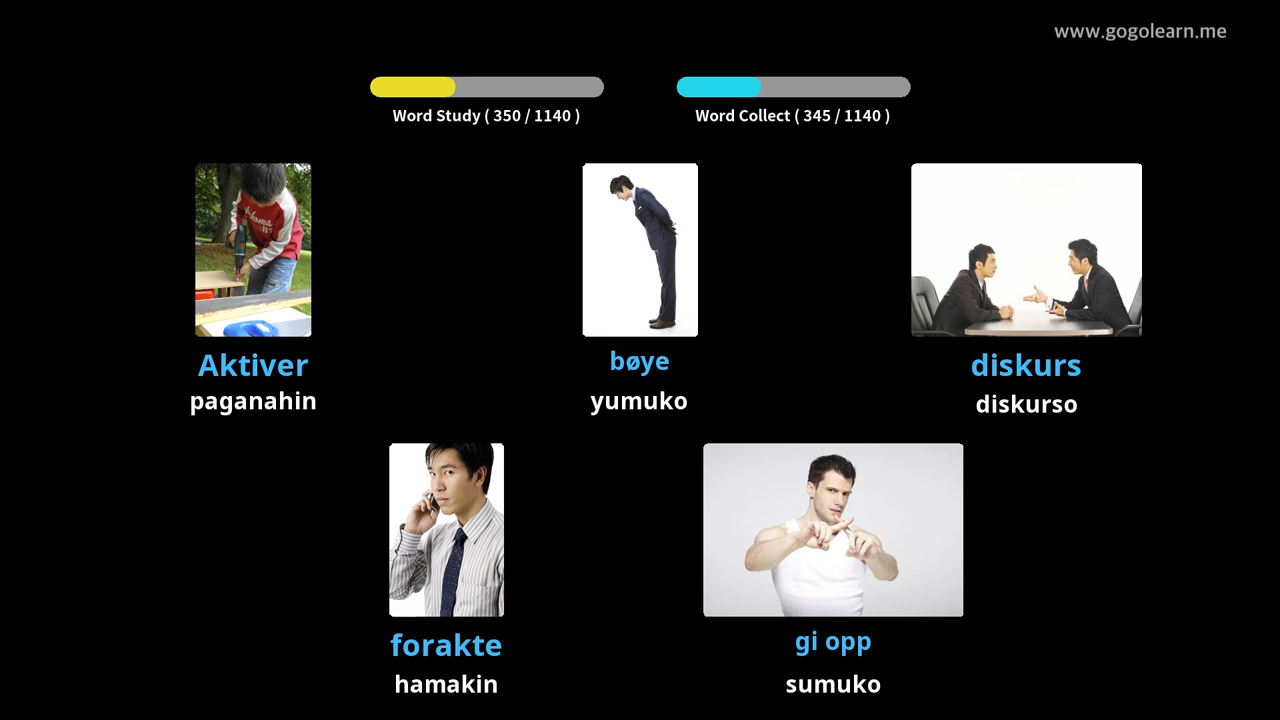 www.gogolearn.me
Word Study ( 350 / 1140 )
Word Collect ( 345 / 1140 )
Aktiver
paganahin
bøye
yumuko
diskurs
diskurso
forakte
hamakin
gi opp
sumuko